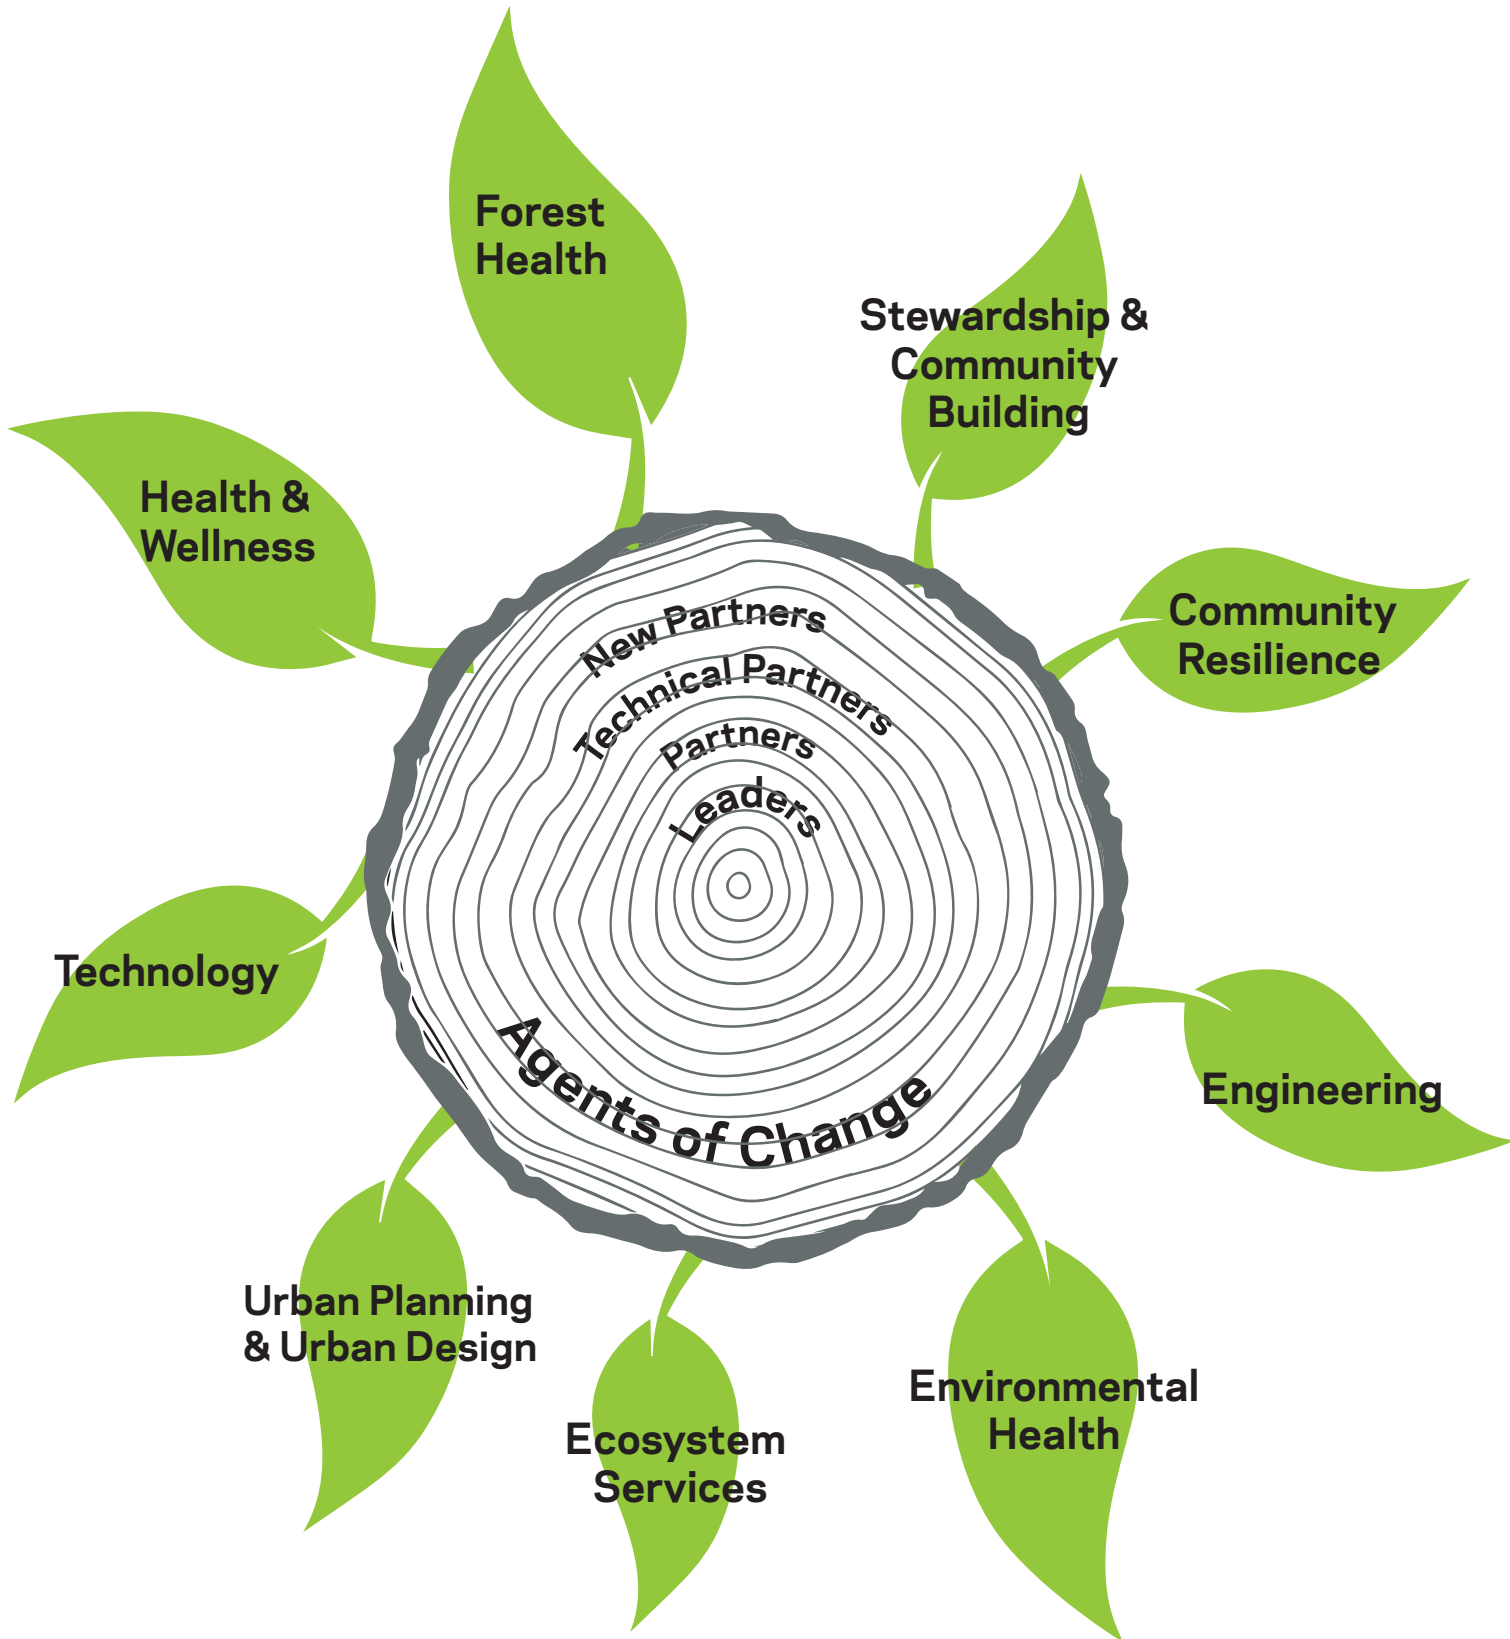 Forest
Health
Stewardship &
Community
Building
Health &
Wellness
Community
Resilience
New Partners
Technical Partners
Partners
Leaders
Technology
Agents of Change
Engineering
Urban Planning
& Urban Design
Environmental
Health
Ecosystem
Services